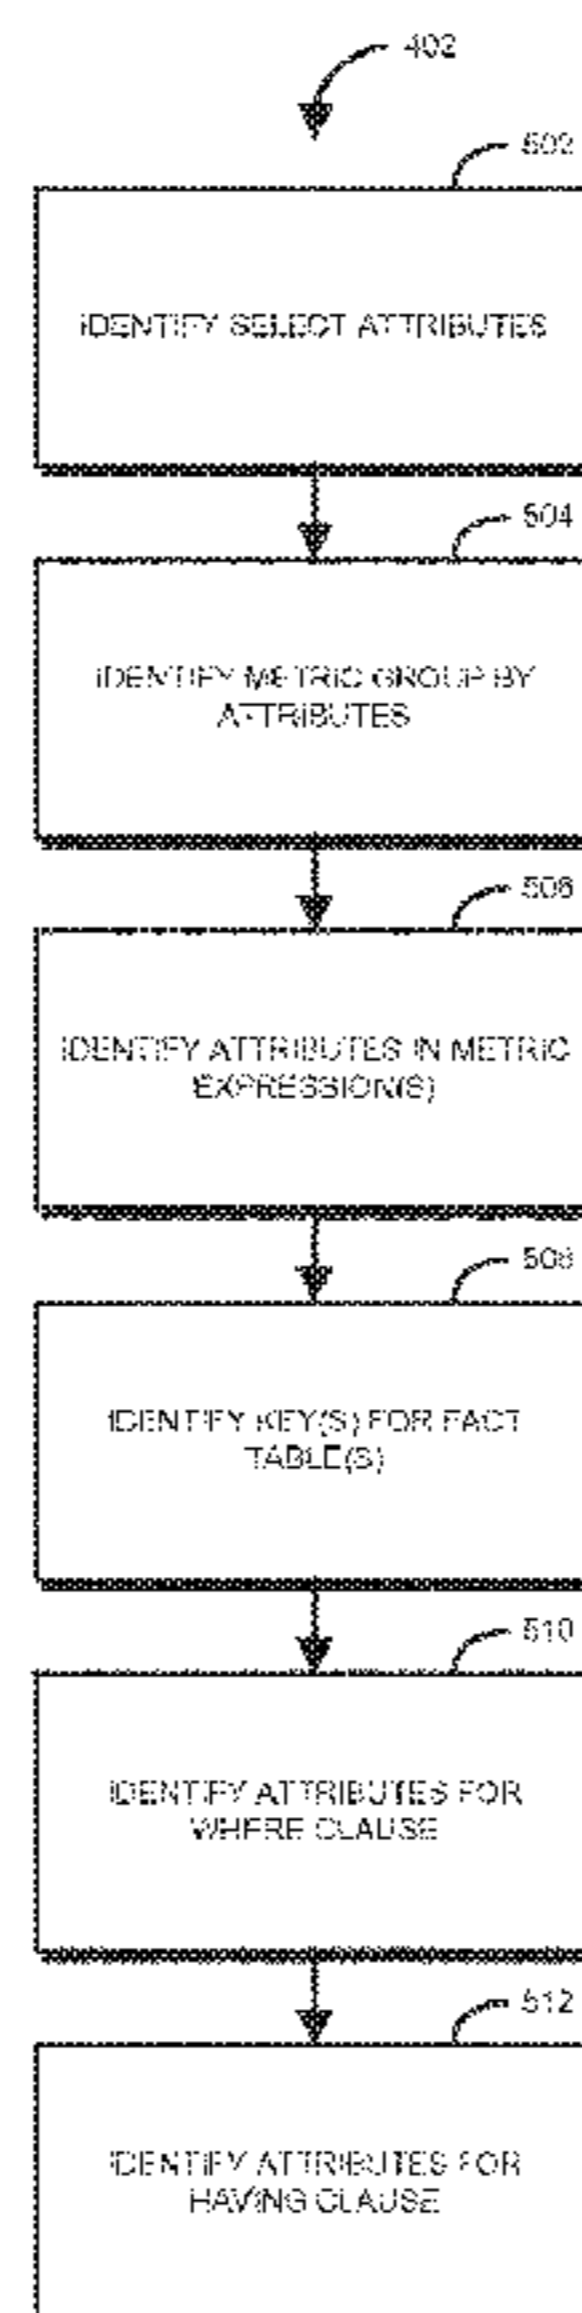 402
502
IDENTIFY SELECT ATTRIBUTES
504
IDENTIFY METRIC GROUP BY
ATTRIBUTES
506
IDENTIFY ATTRIBUTES IN METRIC
EXPRESSION(S)
508
IDENTIFY KEY(S) FOR FACT
TABLE(S)
510
IDENTIFY ATTRIBUTES FOR
WHERE CLAUSE
512
IDENTIFY ATTRIBUTES FOR
HAVING CLAUSE